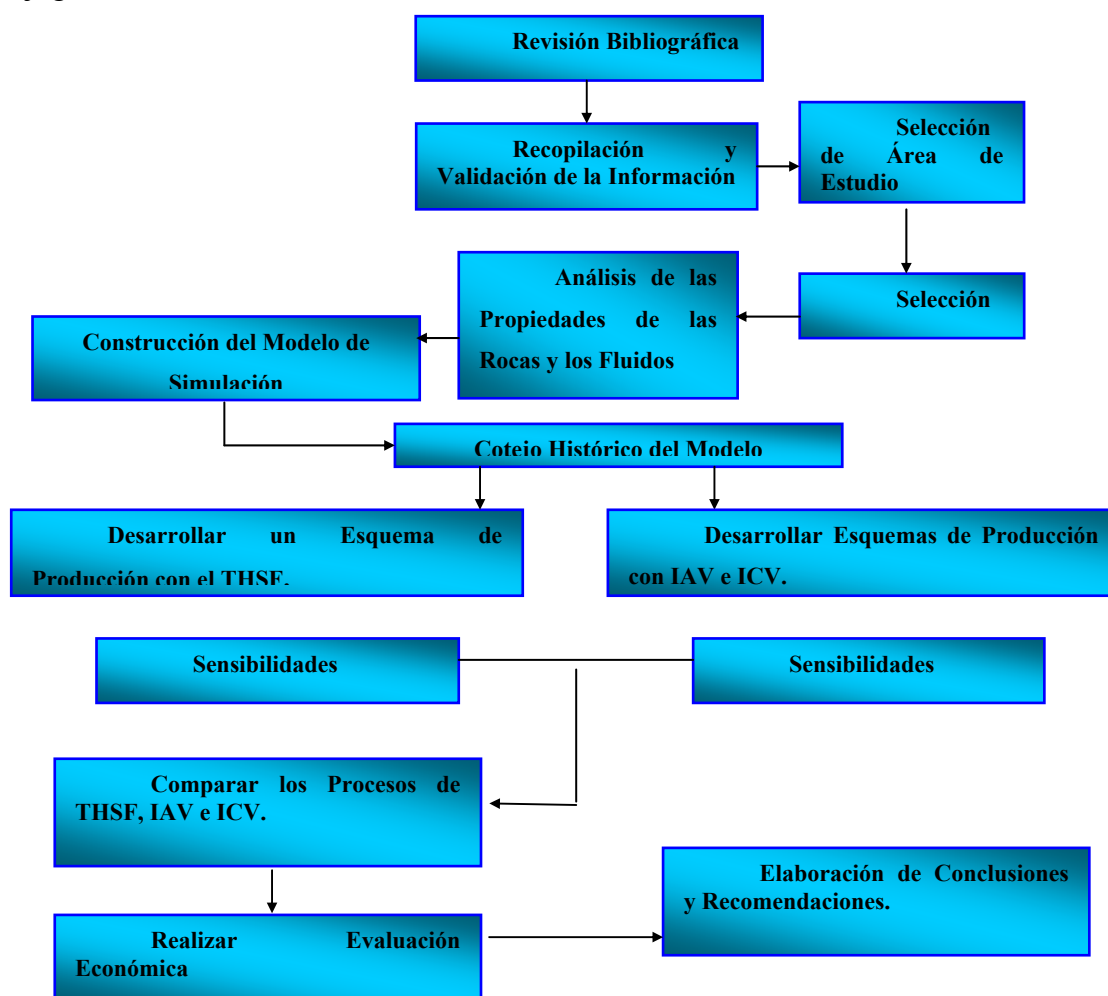 Revisión Bibliográfica
Recopilación y
Validación de la Información
Selección
de Área de
Estudio
Selección
Análisis de las
Propiedades de las
Rocas y los Fluidos
Construcción del Modelo de
Simulación
Cotejo Histórico del Modelo
Desarrollar un Esquema de
Producción con el THSF.
Desarrollar Esquemas de Producción
con IAV e ICV.
Sensibilidades
Sensibilidades
Comparar los Procesos de
THSF, IAV e ICV.
Realizar Evaluación
Económica
Elaboración de Conclusiones
y Recomendaciones.